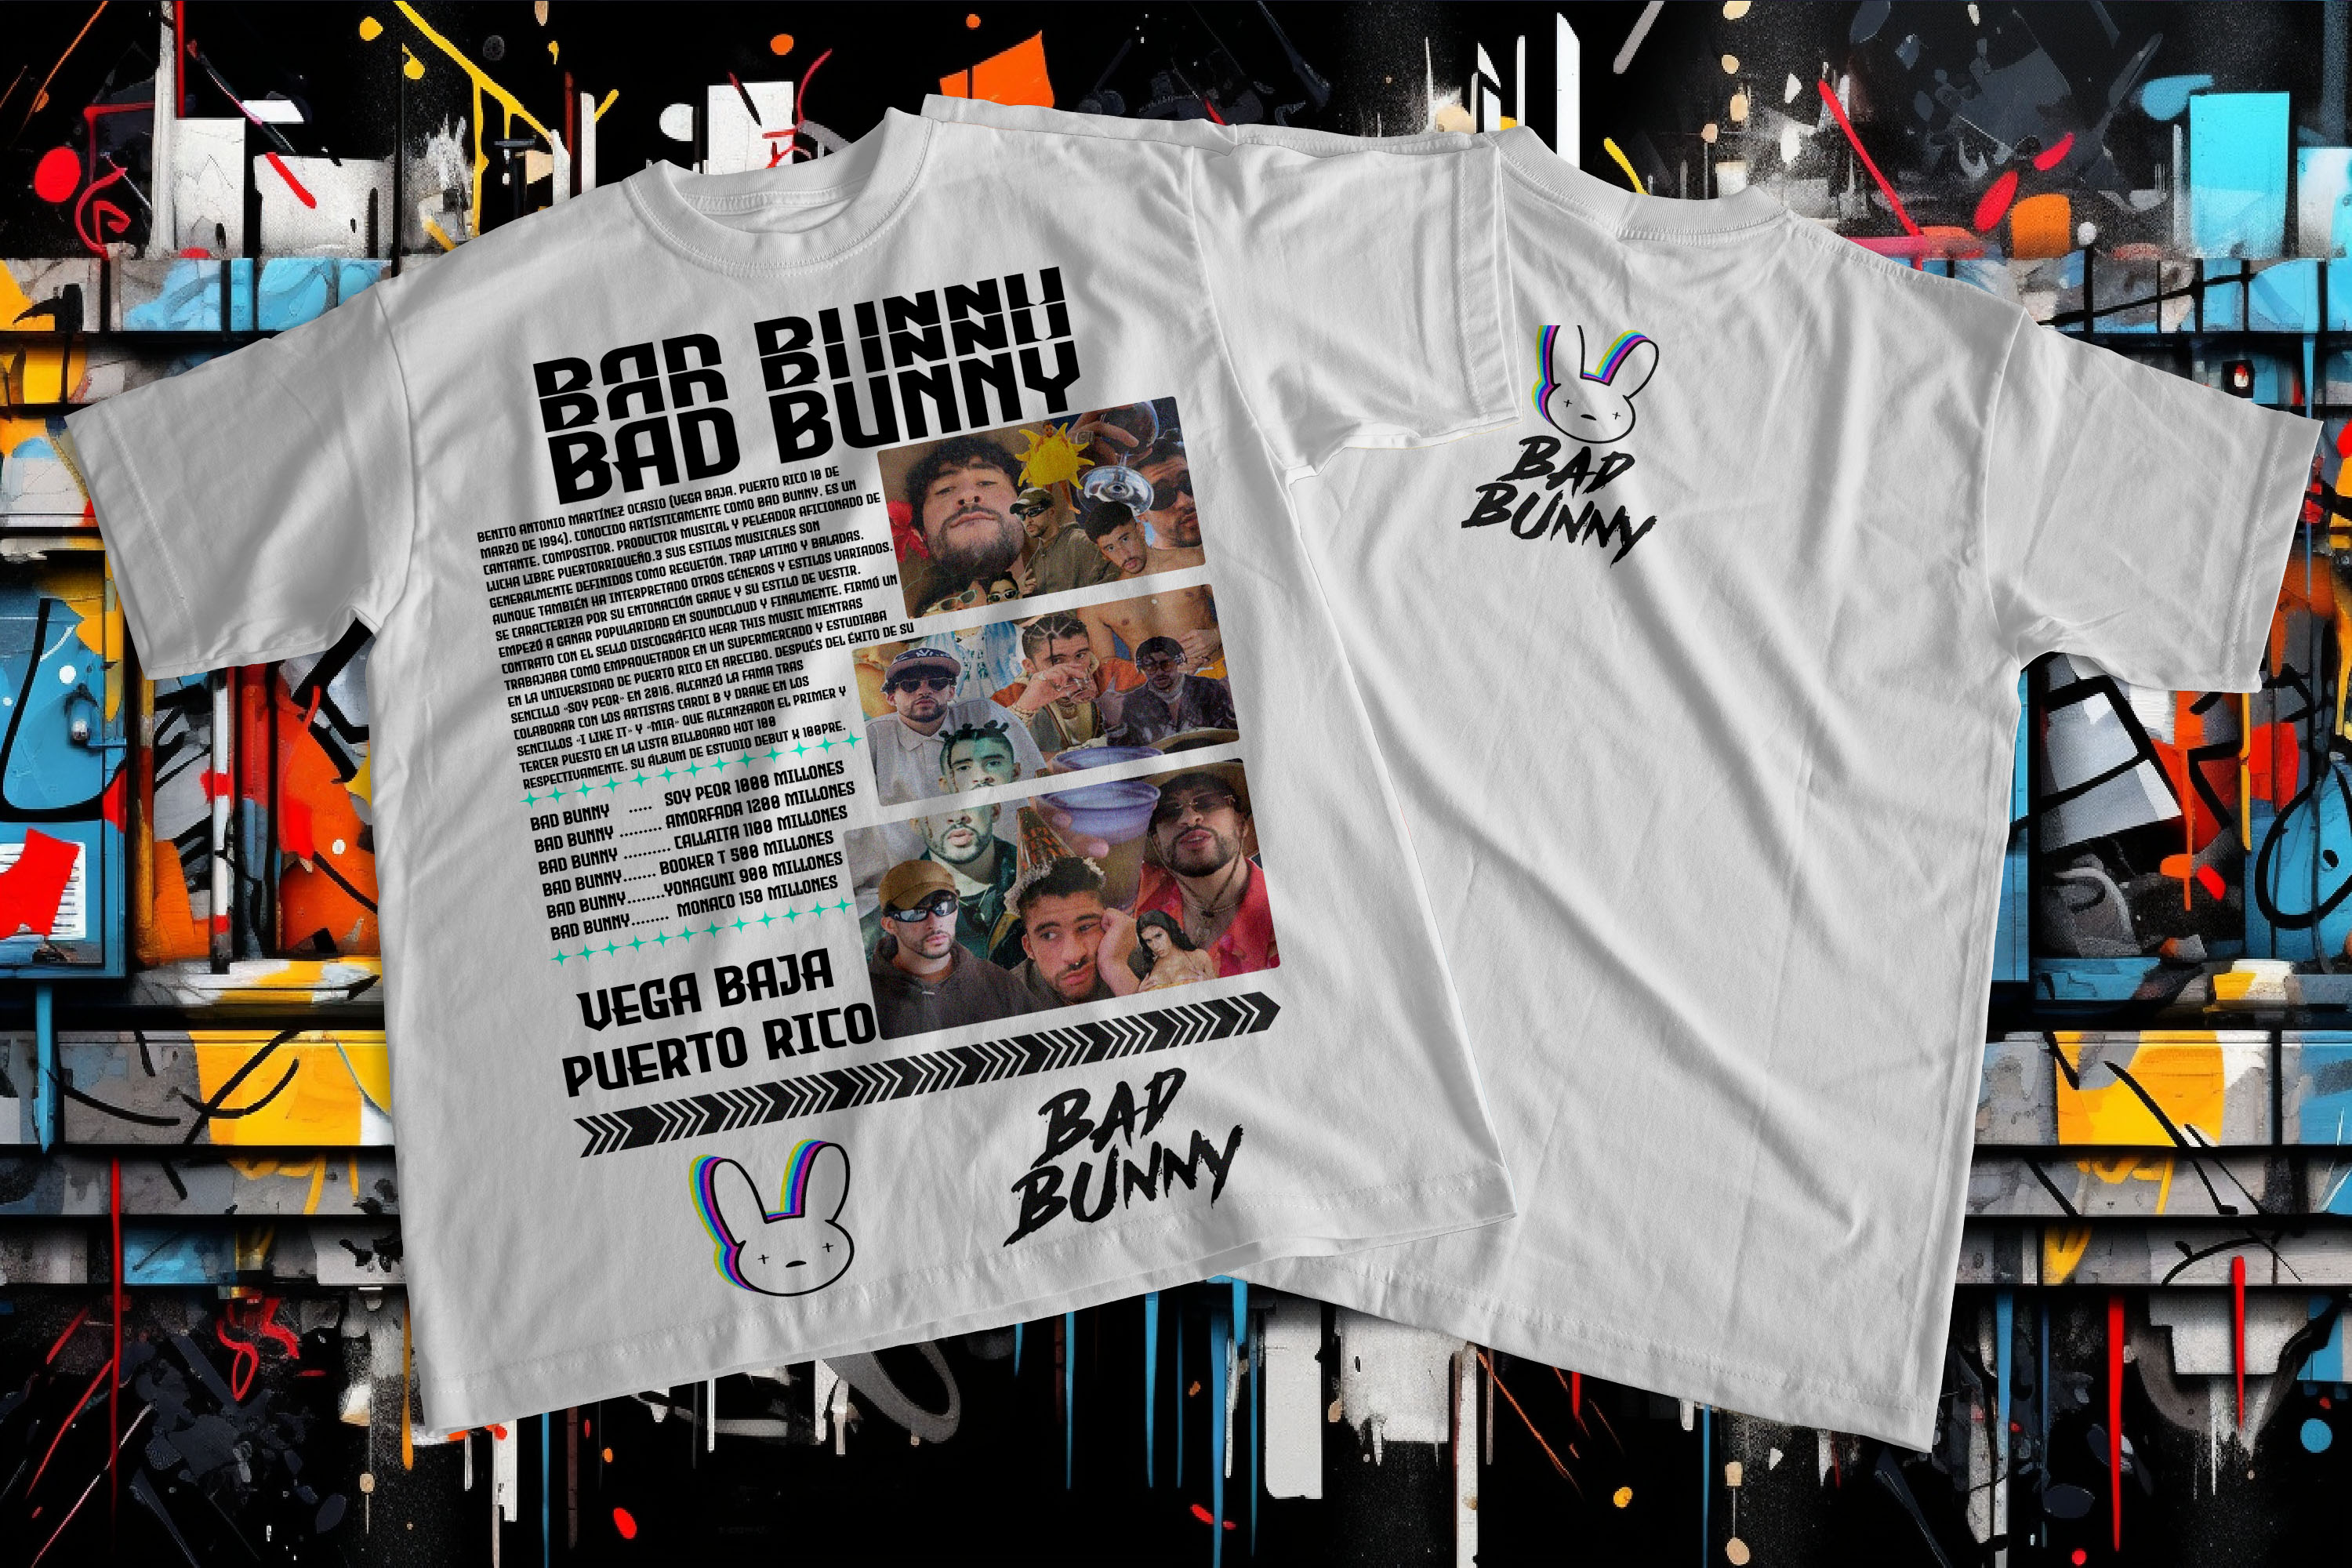 BAD BUNNY
BAD BUNNY
BAD BUNNY
BENITO ANTONIO MARTÍNEZ OCASIO (VEGA BAJA, PUERTO RICO 10 DE
MARZO DE 1994), CONOCIDO ARTÍSTICAMENTE COMO BAD BUNNY, ES UN
CANTANTE, COMPOSITOR, PRODUCTOR MUSICAL Y PELEADOR AFICIONADO DE
LUCHA LIBRE PUERTORRIQUEÑO.3 SUS ESTILOS MUSICALES SON
GENERALMENTE DEFINIDOS COMO REGUETÓN, TRAP LATINO Y BALADAS,
AUNQUE TAMBIÉN HA INTERPRETADO OTROS GÉNEROS Y ESTILOS VARIADOS.
SE CARACTERIZA POR SU ENTONACIÓN GRAVE Y SU ESTILO DE VESTIR.
EMPEZÓ A GANAR POPULARIDAD EN SOUNDCLOUD Y FINALMENTE, FIRMÓ UN
CONTRATO CON EL SELLO DISCOGRÁFICO HEAR THIS MUSIC MIENTRAS
TRABAJABA COMO EMPAQUETADOR EN UN SUPERMERCADO Y ESTUDIABA
EN LA UNIVERSIDAD DE PUERTO RICO EN ARECIBO. DESPUÉS DEL ÉXITO DE SU
SENCILLO «SOY PEOR» EN 2016, ALCANZÓ LA FAMA TRAS
COLABORAR CON LOS ARTISTAS CARDI B Y DRAKE EN LOS
SENCILLOS «I LIKE IT» Y «MIA» QUE ALCANZARON EL PRIMER Y
TERCER PUESTO EN LA LISTA BILLBOARD HOT 100
RESPECTIVAMENTE. SU ÁLBUM DE ESTUDIO DEBUT X 100PRE,
BAD BUNNY ..... SOY PEOR 1000 MILLONES
BAD BUNNY ......... AMORFADA 1200 MILLONES
BAD BUNNY .......... CALLAITA 1100 MILLONES
BAD BUNNY....... BOOKER T 500 MILLONES
BAD BUNNY........YONAGUNI 900 MILLONES
BAD BUNNY........ MONACO 150 MILLONES
VEGA BAJA
PUERTO RICO
BAD
BUNNY
BAD
BUNNY